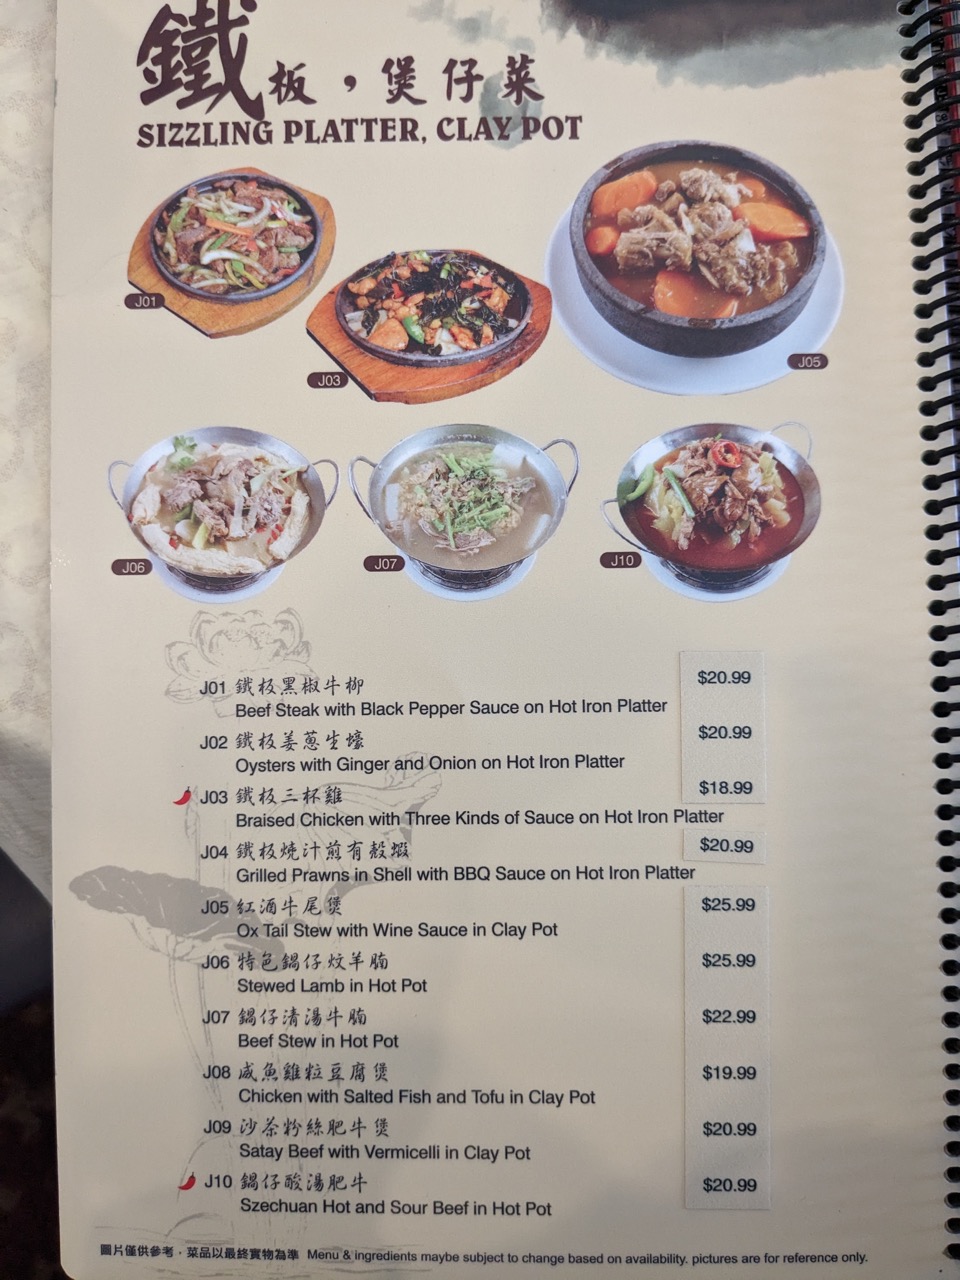 鐵板，煲仔菜
SIZZLING PLATTER, CLAY POT
J01
J03
J05
J06
J07
J10
J01 鐵板黑椒牛柳 $20.99
Beef Steak with Black Pepper Sauce on Hot Iron Platter
J02 鐵板姜蔥生蠔 $20.99
Oysters with Ginger and Onion on Hot Iron Platter
J03 鐵板三杯雞 $18.99
Braised Chicken with Three Kinds of Sauce on Hot Iron Platter
J04 鐵板燒汁煎有殼蝦 $20.99
Grilled Prawns in Shell with BBQ Sauce on Hot Iron Platter
J05 紅酒牛尾煲 $25.99
Ox Tail Stew with Wine Sauce in Clay Pot
J06 特色鍋仔炆羊腩 $25.99
Stewed Lamb in Hot Pot
J07 鍋仔清湯牛腩 $22.99
Beef Stew in Hot Pot
J08 咸魚雞粒豆腐煲 $19.99
Chicken with Salted Fish and Tofu in Clay Pot
J09 沙茶粉絲肥牛煲 $20.99
Satay Beef with Vermicelli in Clay Pot
J10 鍋仔酸湯肥牛 $20.99
Szechuan Hot and Sour Beef in Hot Pot
圖片僅供參考，菜品以最終實物為準 Menu & ingredients maybe subject to change based on availability. pictures are for reference only.